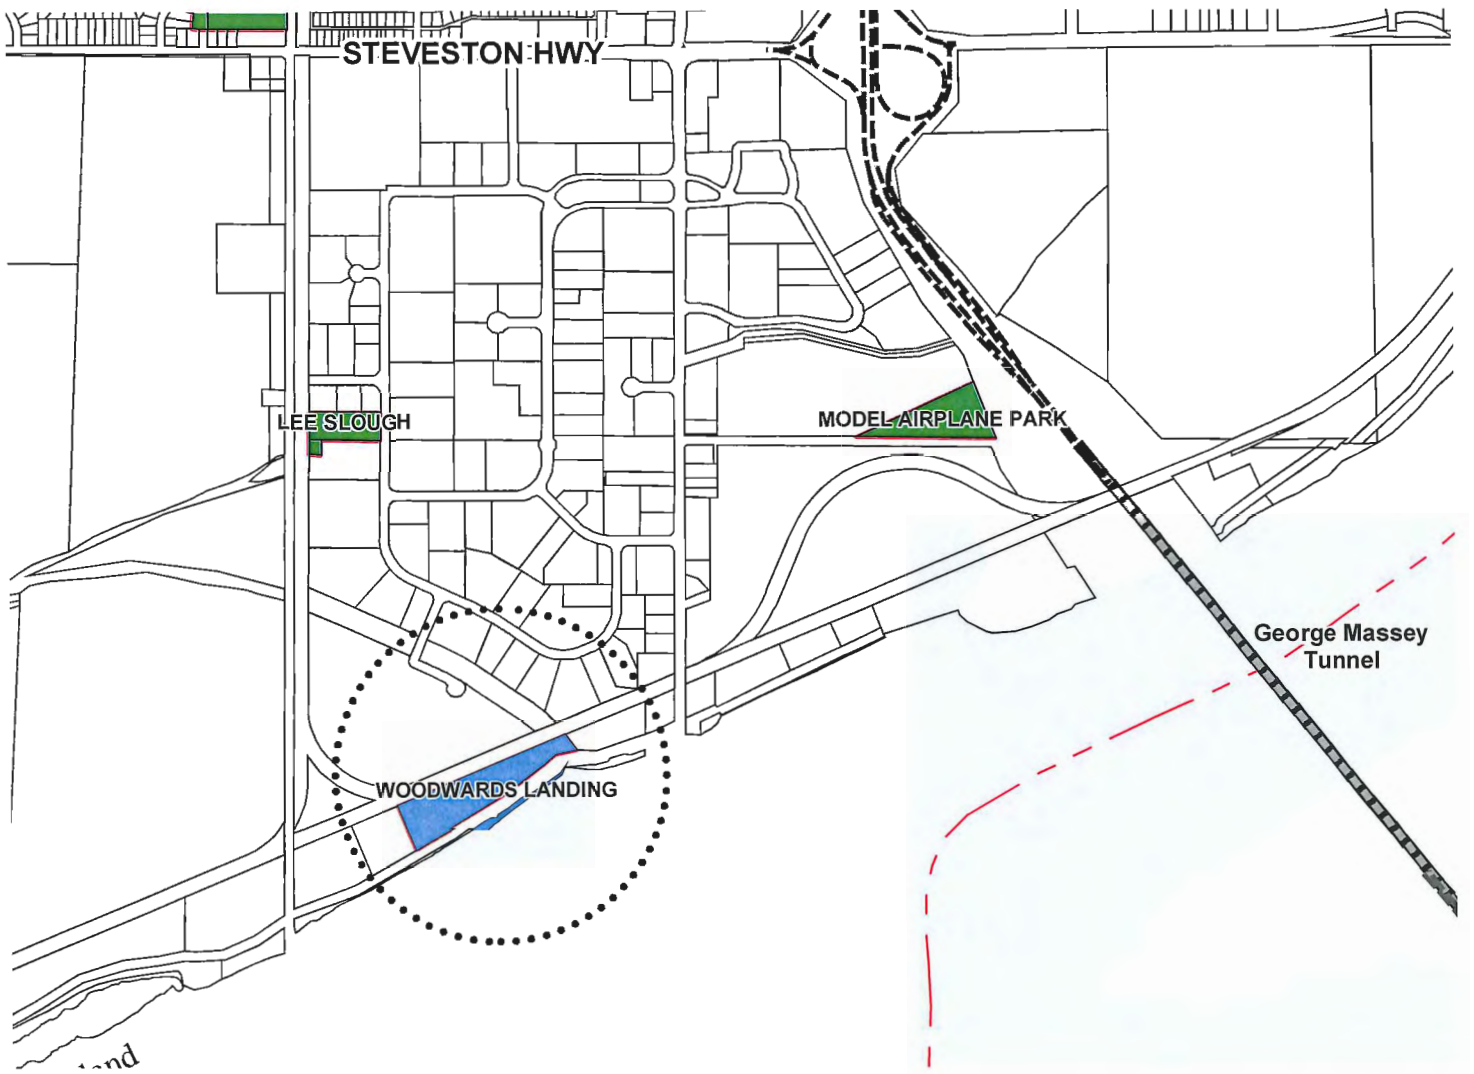 STEVESTON HWY
LEE SLOUGH
MODEL AIRPLANE PARK
George Massey
Tunnel
WOODWARDS LANDING